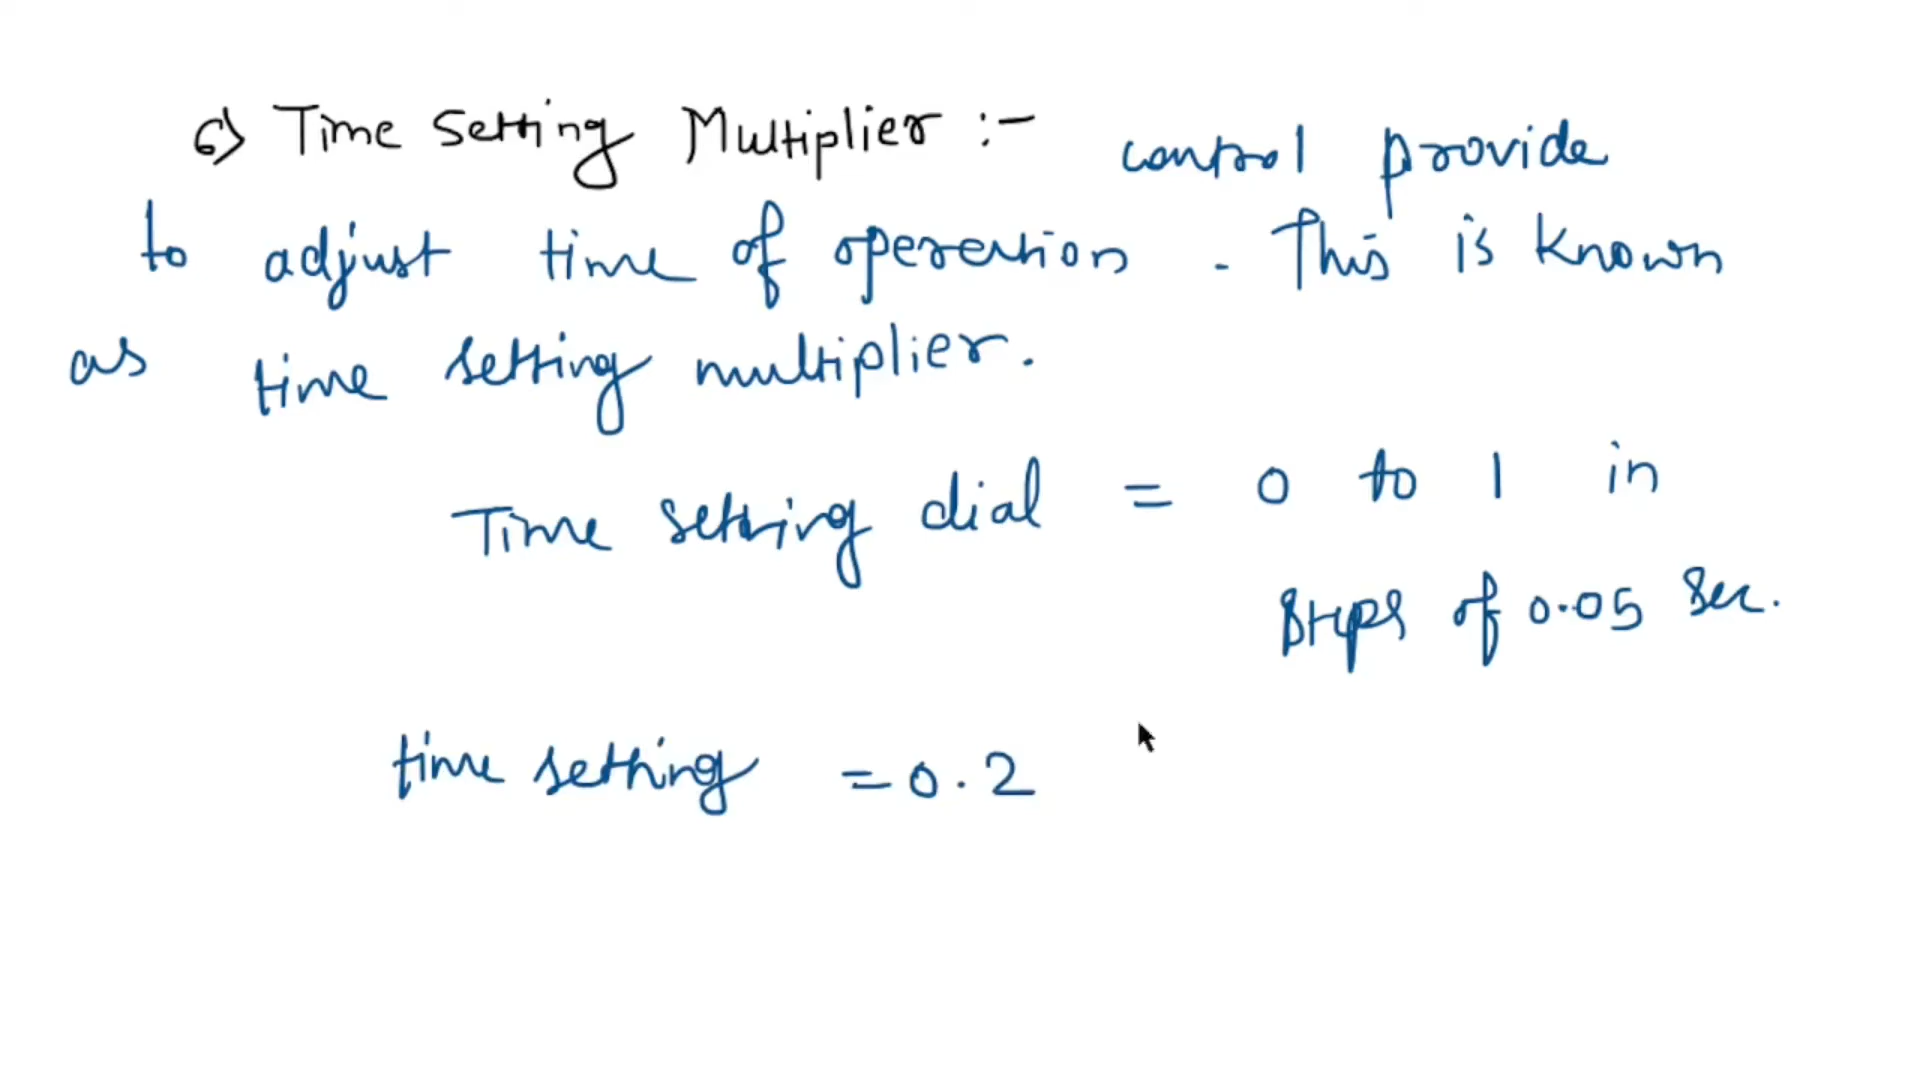 6) Time Setting Multiplier :- control provide
to adjust time of operation. This is known
as time setting multiplier.
Time setting dial = 0 to 1 in
steps of 0.05 sec.
time setting = 0.2